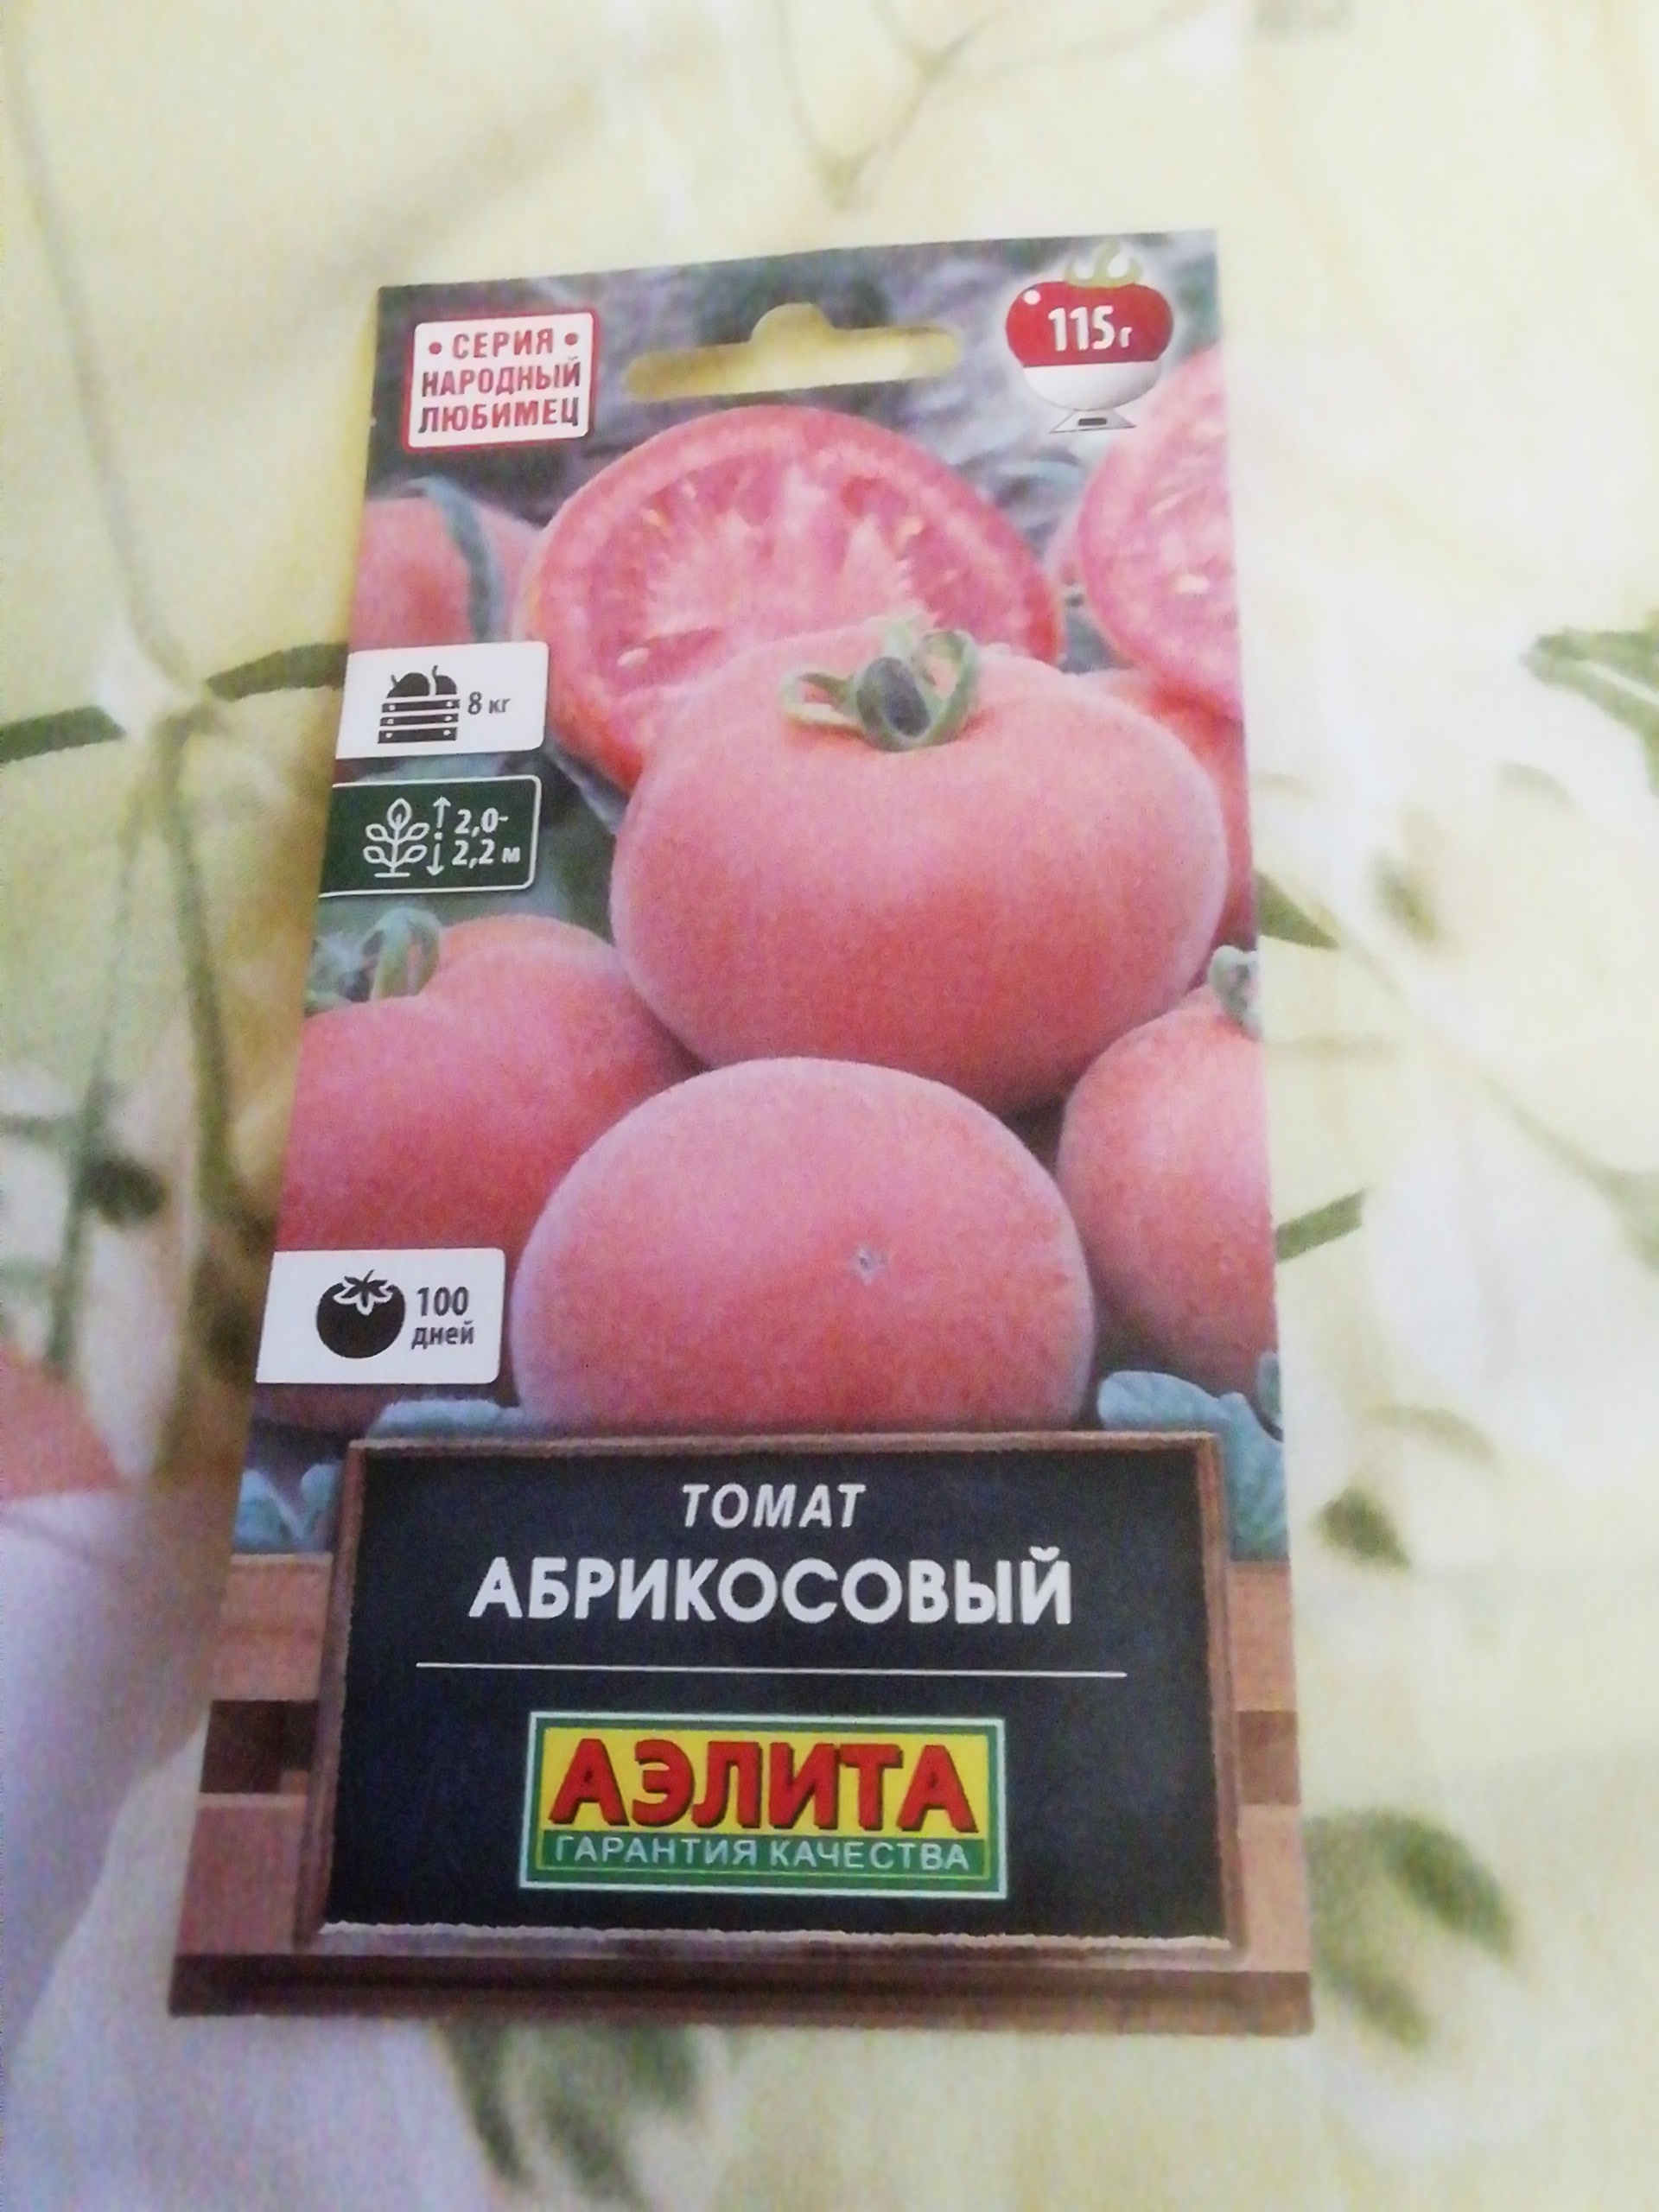 • СЕРИЯ •
НАРОДНЫЙ
ЛЮБИМЕЦ
115г
8 кг
2,0-
2,2 м
100
дней
ТОМАТ
АБРИКОСОВЫЙ
АЭЛИТА
ГАРАНТИЯ КАЧЕСТВА